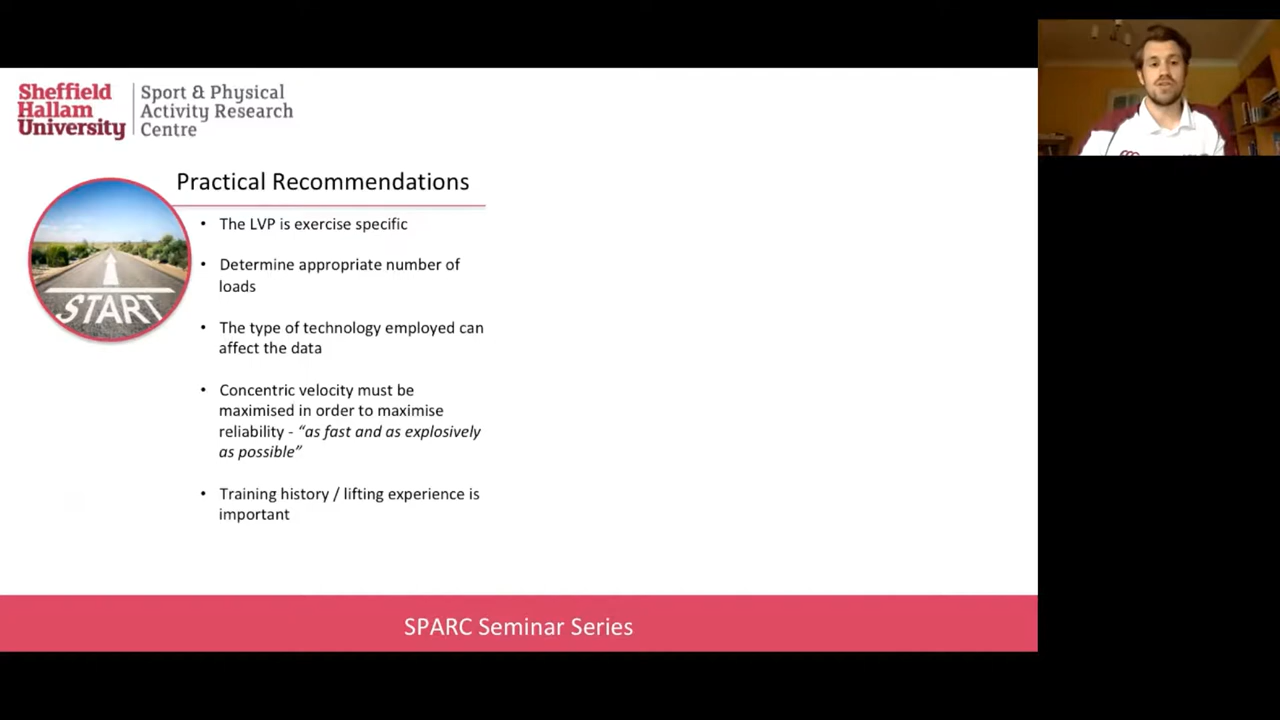 Sheffield
Hallam
University
Sport & Physical
Activity Research
Centre
Practical Recommendations
START
• The LVP is exercise specific
• Determine appropriate number of
loads
• The type of technology employed can
affect the data
• Concentric velocity must be
maximised in order to maximise
reliability - “as fast and as explosively
as possible”
• Training history / lifting experience is
important
SPARC Seminar Series